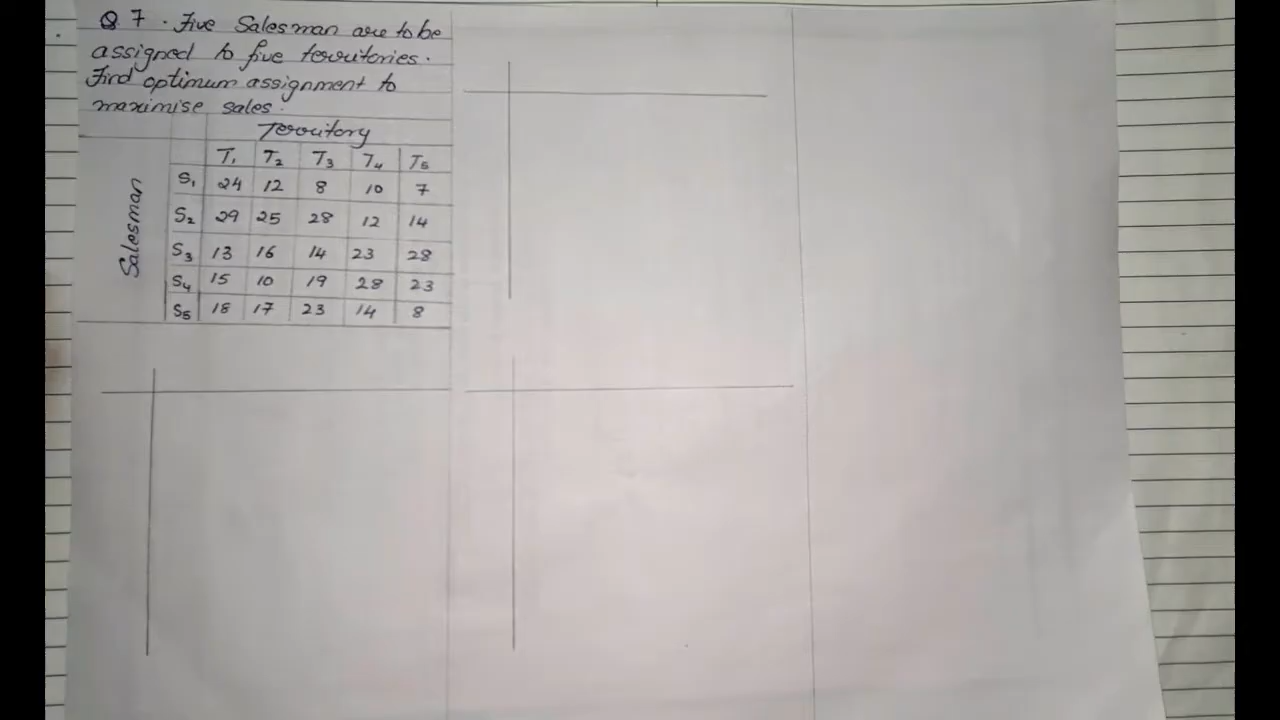 Q 7. Five Salesman are to be
assigned to five territories.
Find optimum assignment to
maximise sales.
Territory
T1 T2 T3 T4 T5
Salesman
S1 24 12 8 10 7
S2 29 25 28 12 14
S3 13 16 14 23 28
S4 15 10 19 28 23
S5 18 17 23 14 8